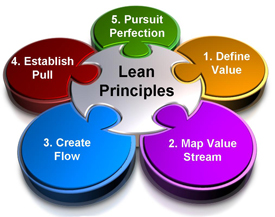 Lean
Principles
1. Define
Value
2. Map Value
Stream
3. Create
Flow
4. Establish
Pull
5. Pursuit
Perfection